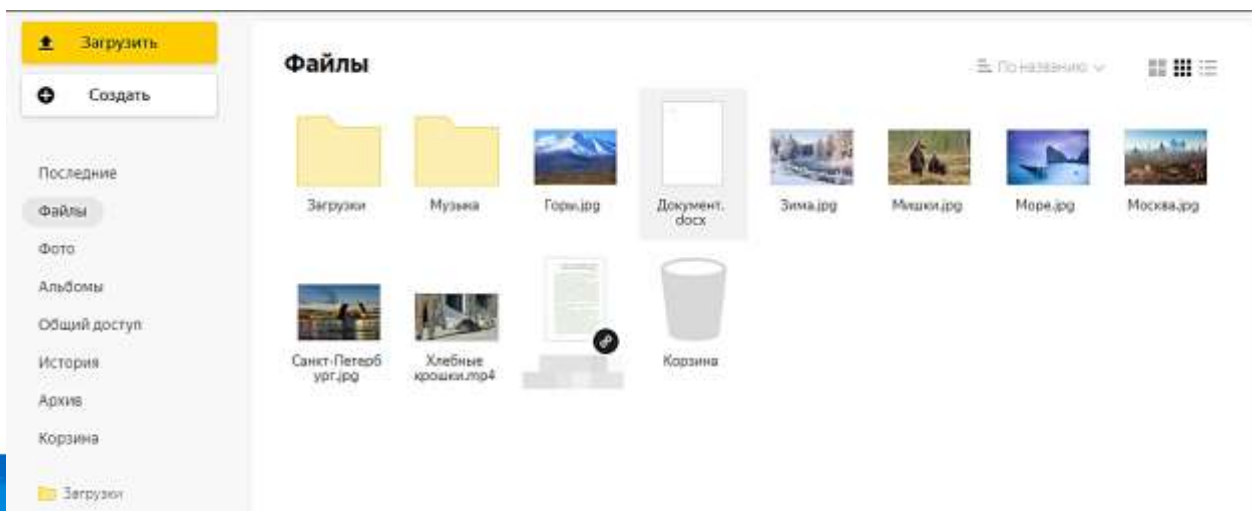 Загрузить
Создать
Последние
Файлы
Фото
Альбомы
Общий доступ
История
Архив
Корзина
Загрузки
Файлы
По названию
Загрузки
Музыка
Горы.jpg
Документ.
docx
Зима.jpg
Мишки.jpg
Море.jpg
Москва.jpg
Санкт-Петерб
ург.jpg
Хлебные
крошки.mp4
Корзина